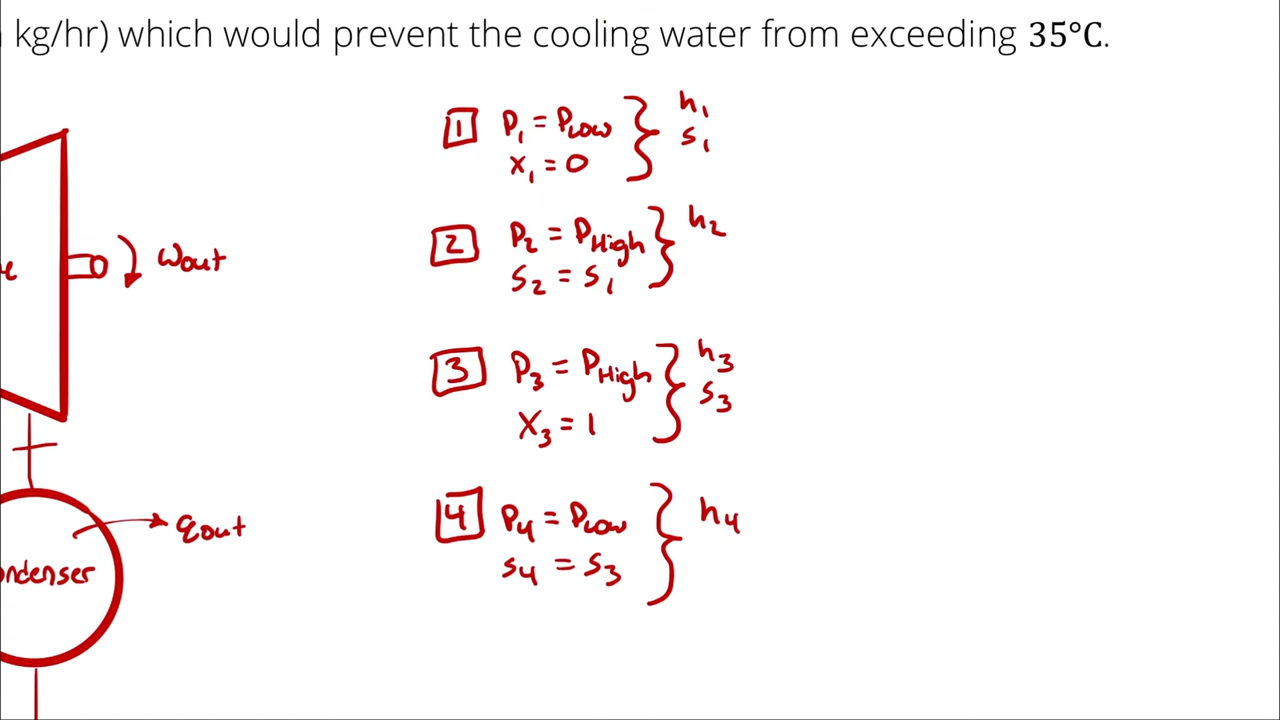 kg/hr) which would prevent the cooling water from exceeding 35°C.
1 P₁ = PLow } h₁
x₁ = 0 s₁
2 P₂ = PHigh } h₂
s₂ = s₁
Wout
3 P₃ = PHigh } h₃
x₃ = 1 s₃
4 P₄ = PLow } h₄
s₄ = s₃
qout
ondenser